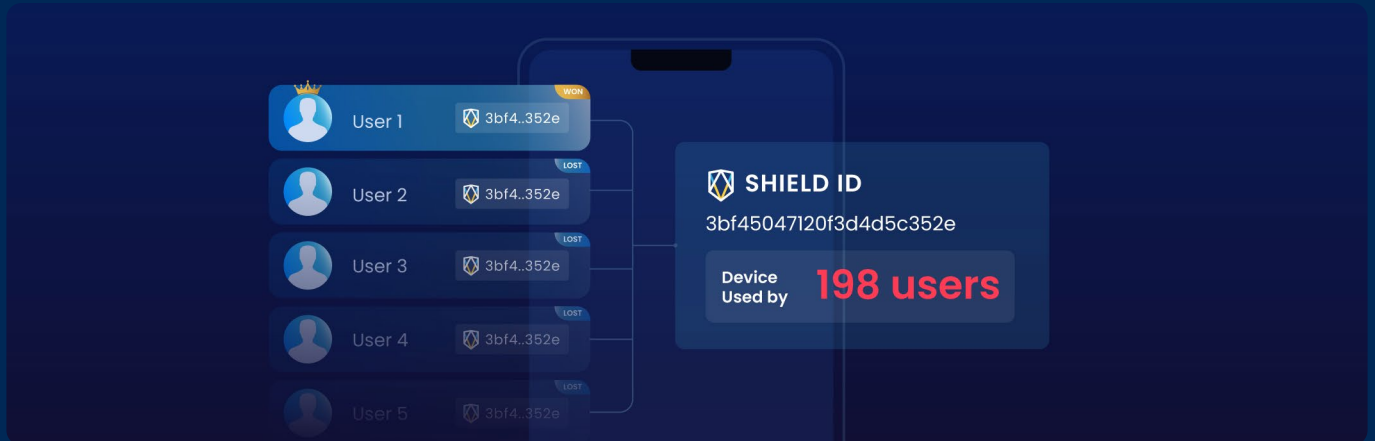 WON
User 1
3bf4..352e
LOST
User 2
3bf4..352e
LOST
User 3
3bf4..352e
LOST
User 4
3bf4..352e
LOST
User 5
3bf4..352e
SHIELD ID
3bf45047120f3d4d5c352e
Device
Used by
198 users